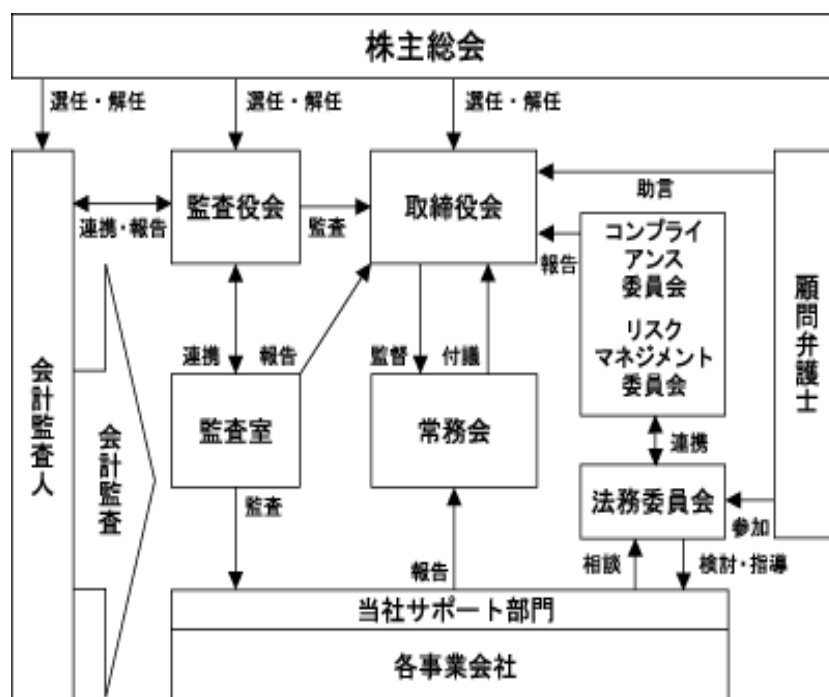 株主総会
選任・解任
選任・解任
選任・解任
会計監査人
連携・報告
監査役会
監査
取締役会
助言
報告
コンプライ
アンス
委員会
リスク
マネジメント
委員会
顧問弁護士
会計監査
連携
報告
監督
付議
監査室
常務会
連携
監査
法務委員会
参加
報告
相談
検討・指導
当社サポート部門
各事業会社